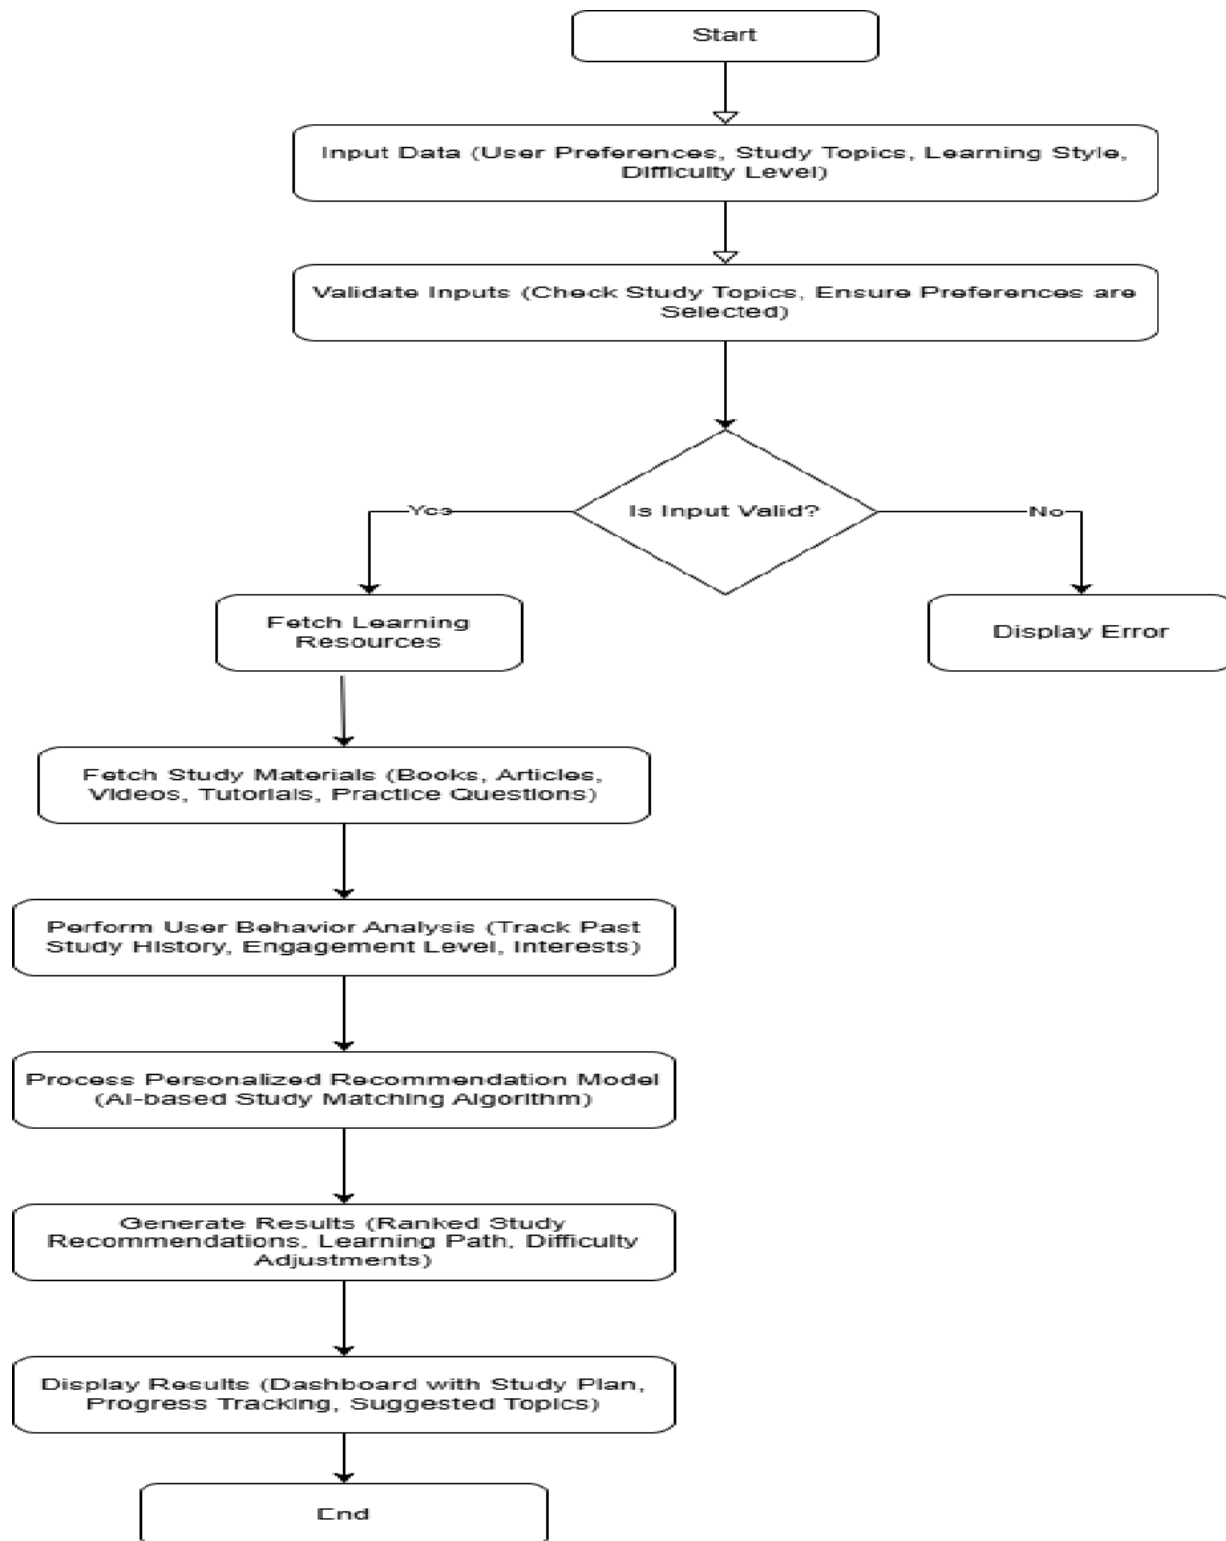 Start
Input Data (User Preferences, Study Topics, Learning Style,
Difficulty Level)
Validate Inputs (Check Study Topics, Ensure Preferences are
Selected)
Is Input Valid?
Yes
No
Fetch Learning
Resources
Display Error
Fetch Study Materials (Books, Articles,
Videos, Tutorials, Practice Questions)
Perform User Behavior Analysis (Track Past
Study History, Engagement Level, Interests)
Process Personalized Recommendation Model
(AI-based Study Matching Algorithm)
Generate Results (Ranked Study
Recommendations, Learning Path, Difficulty
Adjustments)
Display Results (Dashboard with Study Plan,
Progress Tracking, Suggested Topics)
End